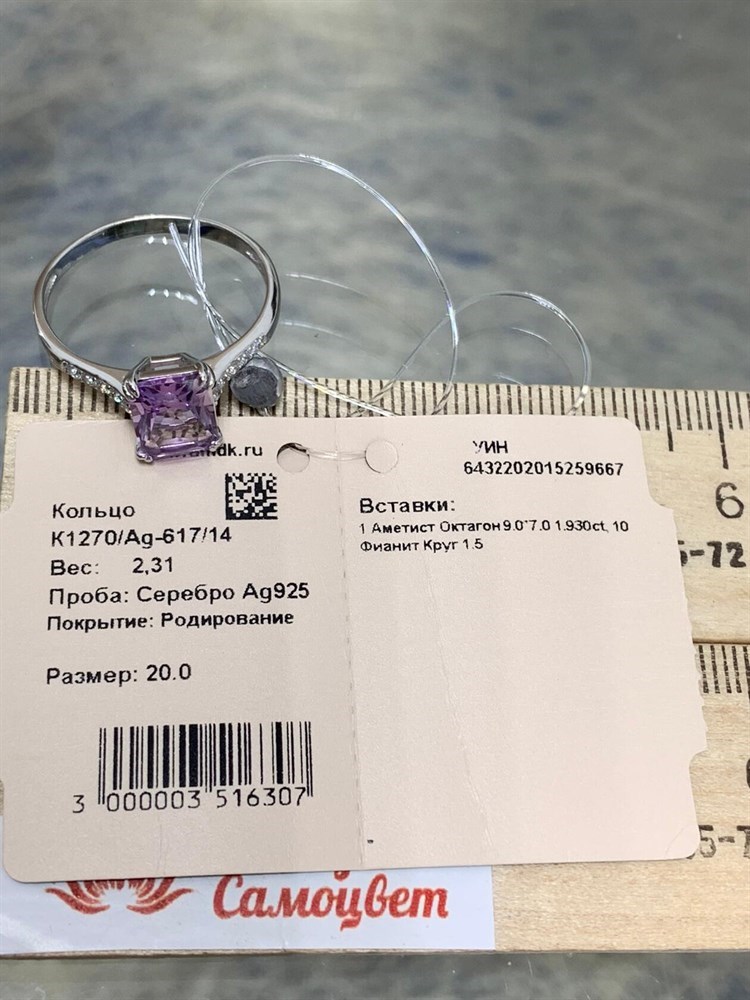 dk.ru
Кольцо
К1270/Ag-617/14
Вес: 2,31
Проба: Серебро Ag925
Покрытие: Родирование
Размер: 20.0
3 000003 516307
УИН
6432202015259667
Вставки:
1 Аметист Октагон 9.0*7.0 1.930ct, 10
Фианит Круг 1.5
6
5-72
Самоцвет